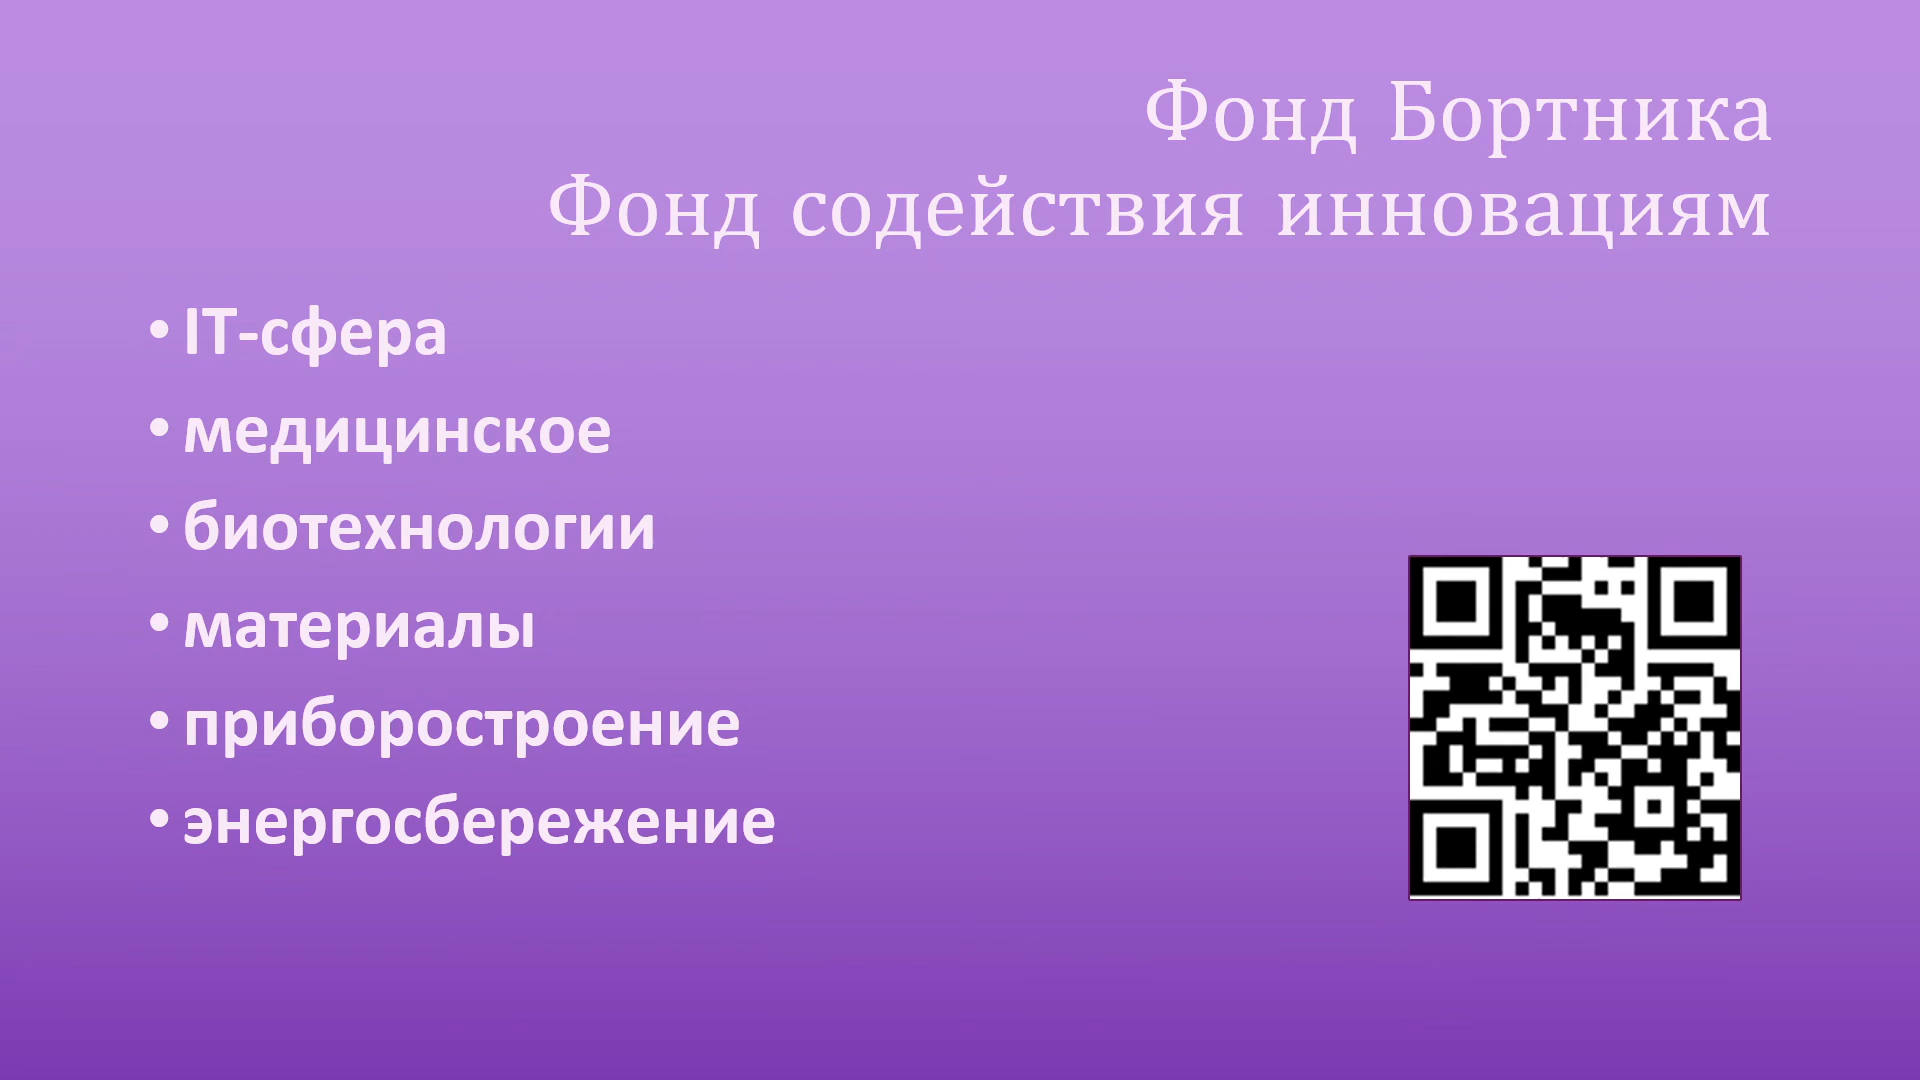 Фонд Бортника
Фонд содействия инновациям
• IT-сфера
• медицинское
• биотехнологии
• материалы
• приборостроение
• энергосбережение